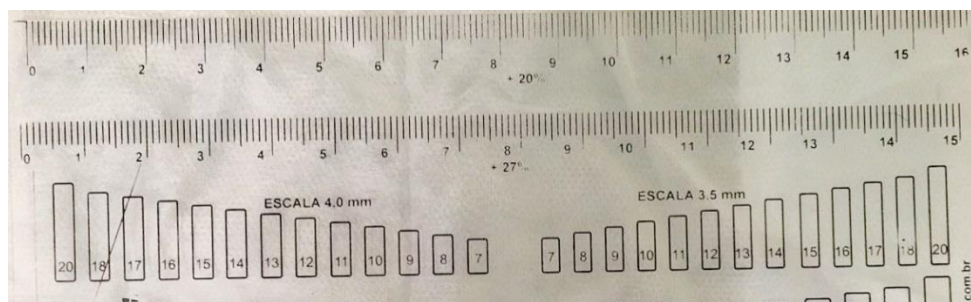 0 1 2 3 4 5 6 7 8 9 10 11 12 13 14 15 16
+ 20%
0 1 2 3 4 5 6 7 8 9 10 11 12 13 14 15
+ 27%
ESCALA 4,0 mm
ESCALA 3.5 mm
20 18 17 16 15 14 13 12 11 10 9 8 7
7 8 9 10 11 12 13 14 15 16 17 18 20
om.br